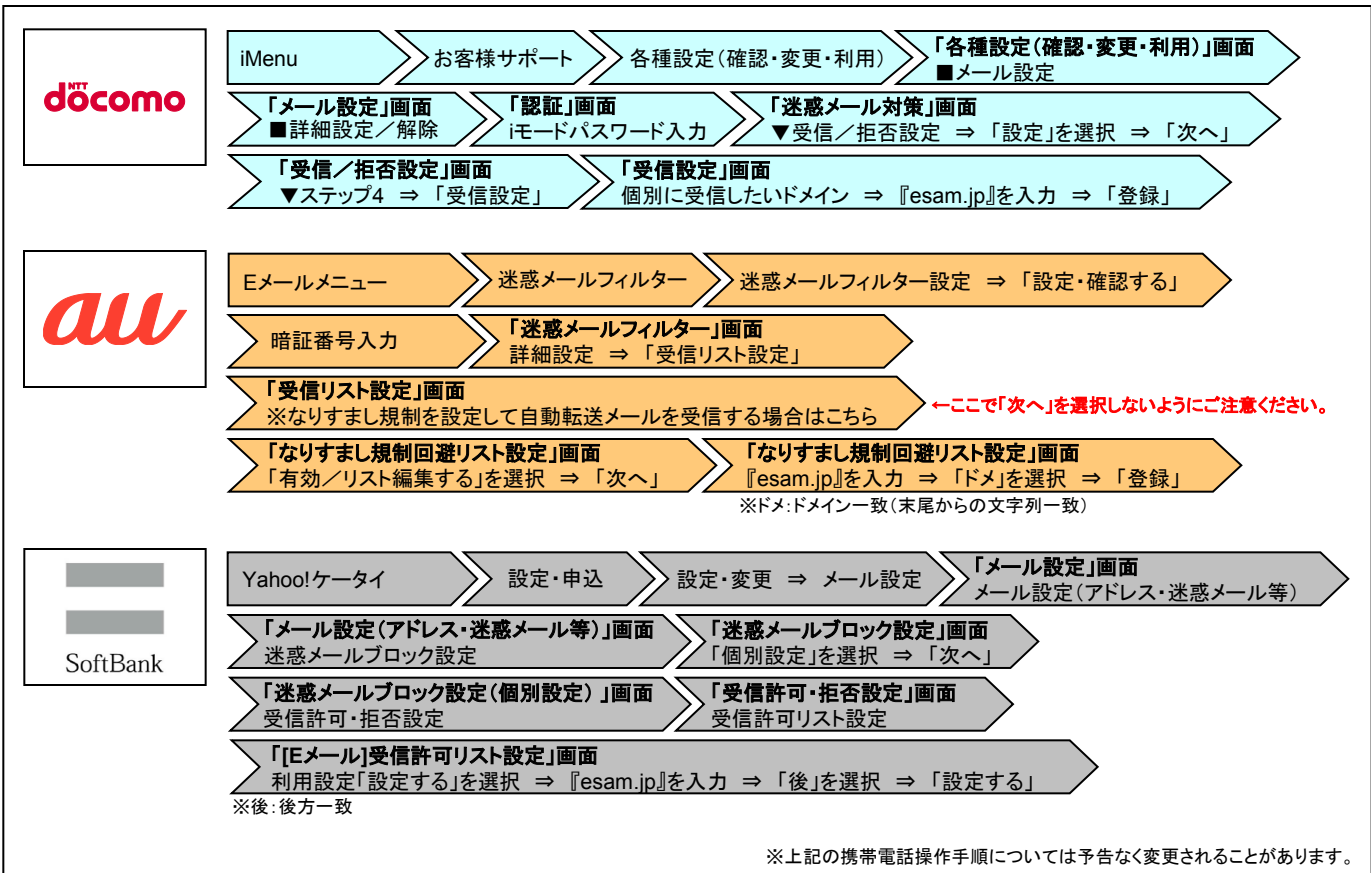 NTT
döcomo
iMenu
お客様サポート
各種設定(確認・変更・利用)
「各種設定(確認・変更・利用)」画面
■メール設定
「メール設定」画面
■詳細設定/解除
「認証」画面
iモードパスワード入力
「迷惑メール対策」画面
▼受信/拒否設定 ⇒ 「設定」を選択 ⇒ 「次へ」
「受信/拒否設定」画面
▼ステップ4 ⇒ 「受信設定」
「受信設定」画面
個別に受信したいドメイン ⇒ 『esam.jp』を入力 ⇒ 「登録」
au
Eメールメニュー
迷惑メールフィルター
迷惑メールフィルター設定 ⇒ 「設定・確認する」
暗証番号入力
「迷惑メールフィルター」画面
詳細設定 ⇒ 「受信リスト設定」
「受信リスト設定」画面
※なりすまし規制を設定して自動転送メールを受信する場合はこちら
←ここで「次へ」を選択しないようにご注意ください。
「なりすまし規制回避リスト設定」画面
「有効/リスト編集する」を選択 ⇒ 「次へ」
「なりすまし規制回避リスト設定」画面
『esam.jp』を入力 ⇒ 「ドメ」を選択 ⇒ 「登録」
※ドメ:ドメイン一致(末尾からの文字列一致)
SoftBank
Yahoo!ケータイ
設定・申込
設定・変更 ⇒ メール設定
「メール設定」画面
メール設定(アドレス・迷惑メール等)
「メール設定(アドレス・迷惑メール等)」画面
迷惑メールブロック設定
「迷惑メールブロック設定」画面
「個別設定」を選択 ⇒ 「次へ」
「迷惑メールブロック設定(個別設定) 」画面
受信許可・拒否設定
「受信許可・拒否設定」画面
受信許可リスト設定
「[Eメール]受信許可リスト設定」画面
利用設定「設定する」を選択 ⇒ 『esam.jp』を入力 ⇒ 「後」を選択 ⇒ 「設定する」
※後:後方一致
※上記の携帯電話操作手順については予告なく変更されることがあります。